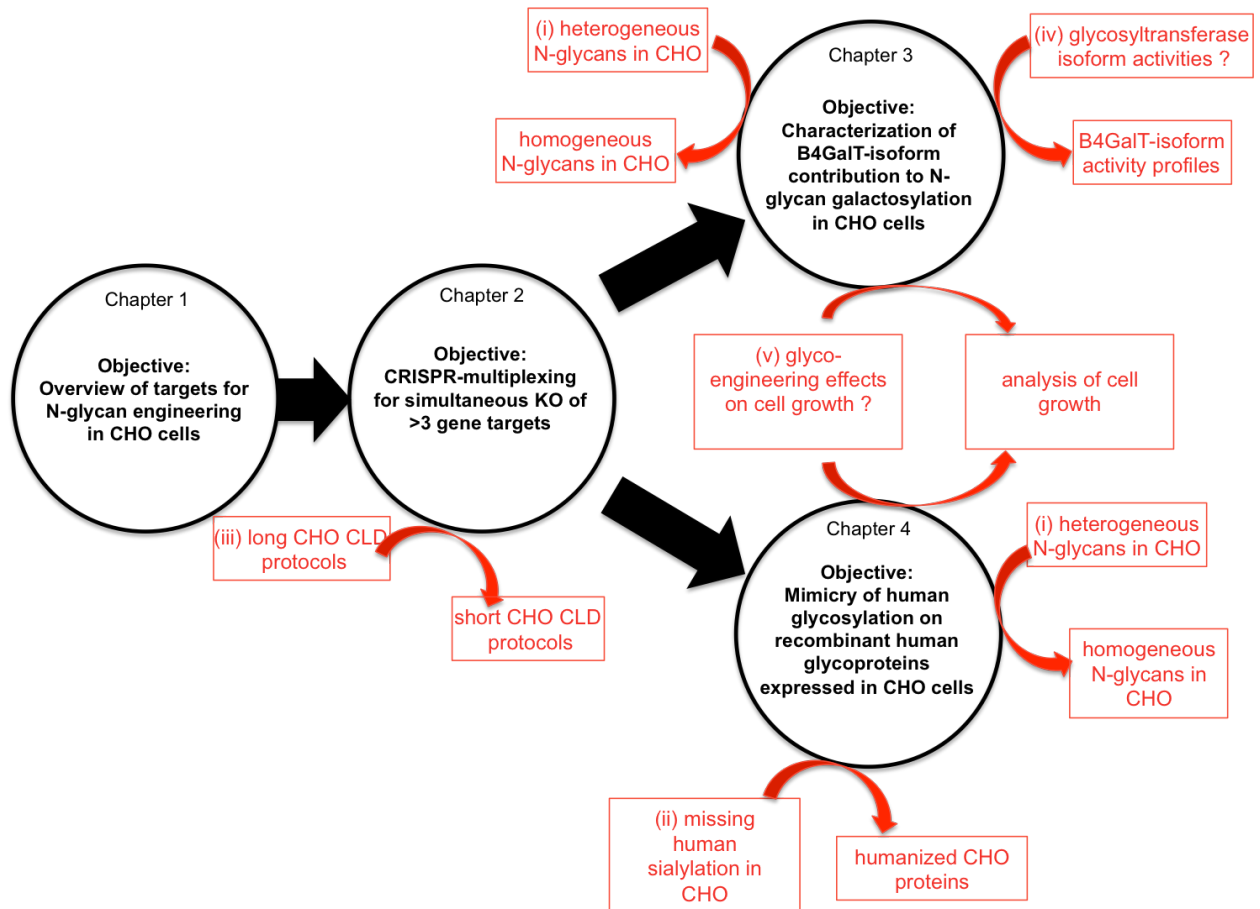 Chapter 1
Objective:
Overview of targets for
N-glycan engineering
in CHO cells
Chapter 2
Objective:
CRISPR-multiplexing
for simultaneous KO of
>3 gene targets
(iii) long CHO CLD
protocols
short CHO CLD
protocols
(i) heterogeneous
N-glycans in CHO
homogeneous
N-glycans in CHO
Chapter 3
Objective:
Characterization of
B4GalT-isoform
contribution to N-
glycan galactosylation
in CHO cells
(iv) glycosyltransferase
isoform activities ?
B4GalT-isoform
activity profiles
(v) glyco-
engineering effects
on cell growth ?
analysis of cell
growth
Chapter 4
Objective:
Mimicry of human
glycosylation on
recombinant human
glycoproteins
expressed in CHO cells
(i) heterogeneous
N-glycans in CHO
homogeneous
N-glycans in
CHO
(ii) missing
human
sialylation in
CHO
humanized CHO
proteins